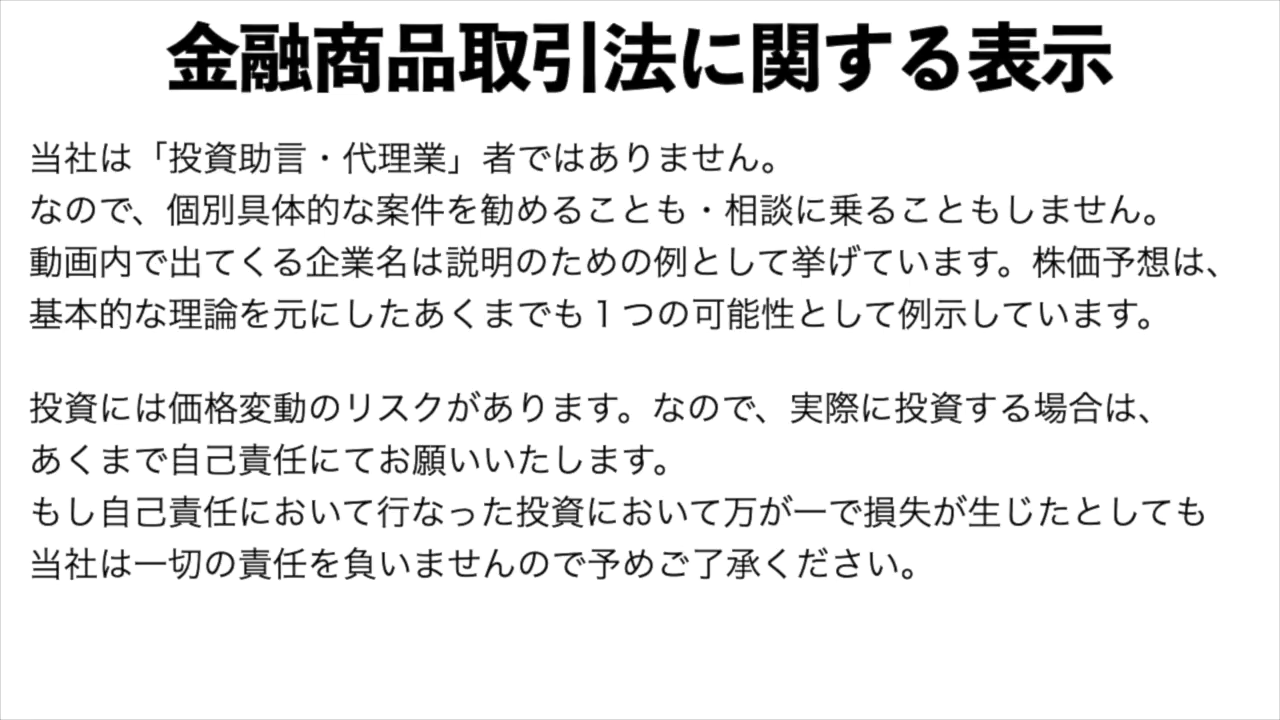 金融商品取引法に関する表示
当社は「投資助言・代理業」者ではありません。
なので、個別具体的な案件を勧めることも・相談に乗ることもしません。
動画内で出てくる企業名は説明のための例として挙げています。株価予想は、
基本的な理論を元にしたあくまでも１つの可能性として例示しています。
投資には価格変動のリスクがあります。なので、実際に投資する場合は、
あくまで自己責任にてお願いいたします。
もし自己責任において行なった投資において万が一で損失が生じたとしても
当社は一切の責任を負いませんので予めご了承ください。